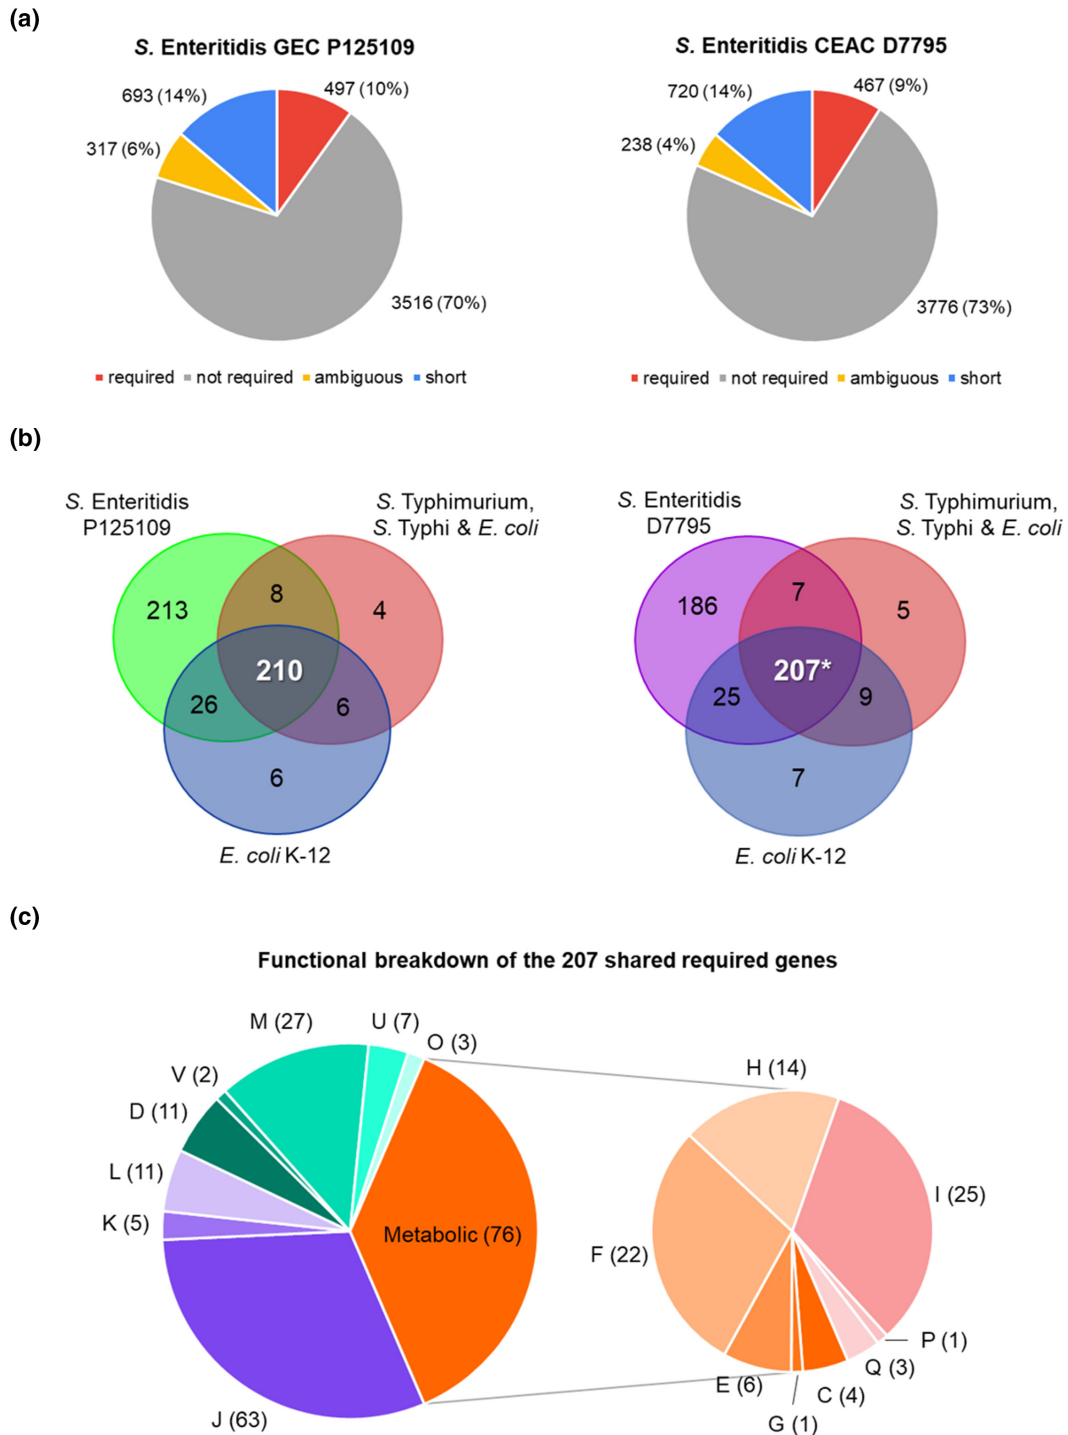 (a)
S. Enteritidis GEC P125109
S. Enteritidis CEAC D7795
693 (14%)
497 (10%)
317 (6%)
3516 (70%)
720 (14%)
467 (9%)
238 (4%)
3776 (73%)
required not required ambiguous short
required not required ambiguous short
(b)
S. Enteritidis
P125109
S. Typhimurium,
S. Typhi & E. coli
213
8
4
210
26
6
6
E. coli K-12
S. Enteritidis
D7795
S. Typhimurium,
S. Typhi & E. coli
186
7
5
207*
25
9
7
E. coli K-12
(c)
Functional breakdown of the 207 shared required genes
M (27)
U (7)
O (3)
V (2)
D (11)
L (11)
K (5)
Metabolic (76)
J (63)
H (14)
I (25)
F (22)
P (1)
Q (3)
E (6)
C (4)
G (1)